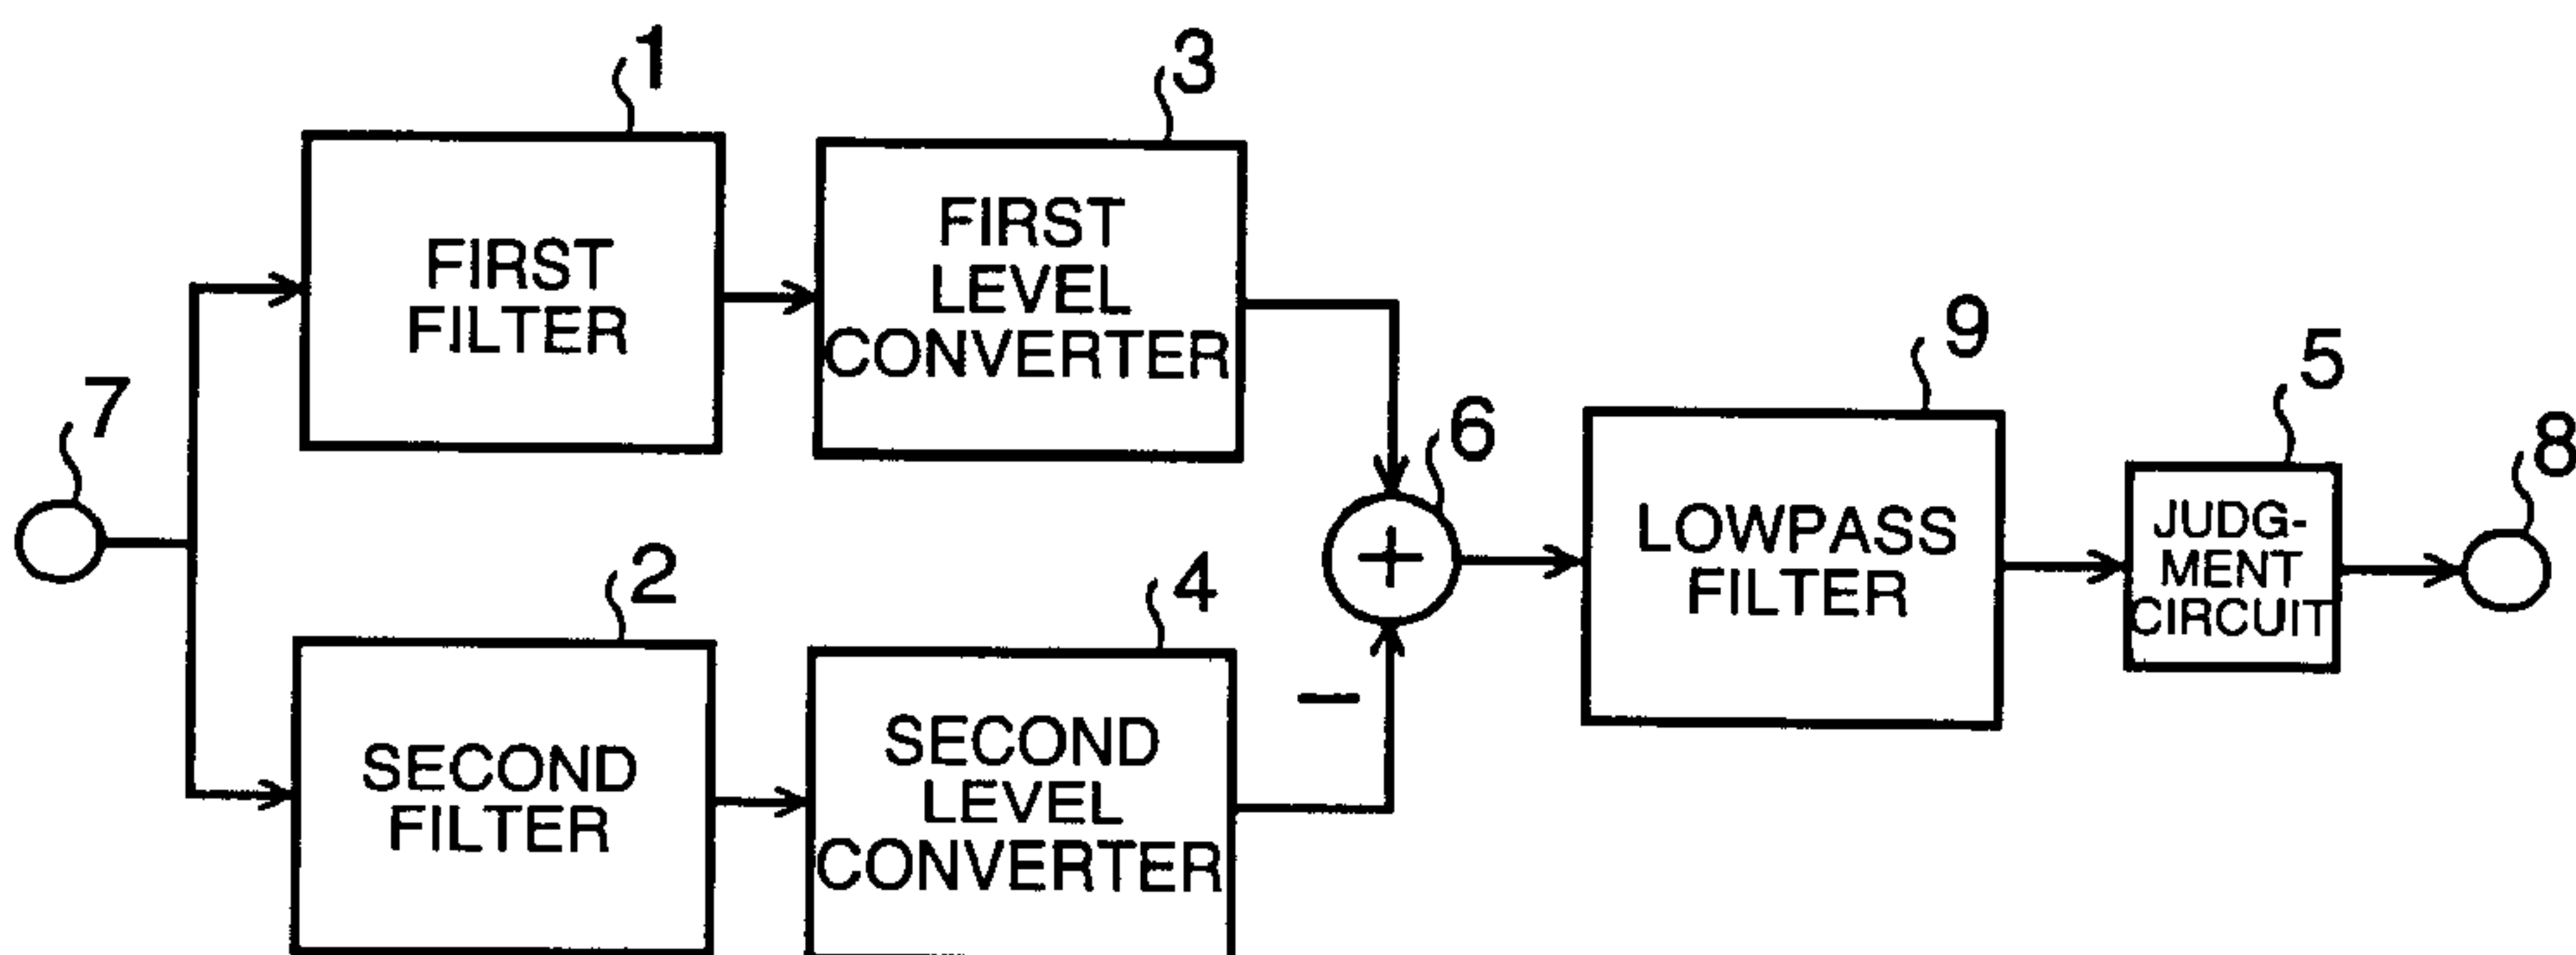 1
FIRST
FILTER
3
FIRST
LEVEL
CONVERTER
7
2
SECOND
FILTER
4
SECOND
LEVEL
CONVERTER
6
+
−
9
LOWPASS
FILTER
5
JUDG-
MENT
CIRCUIT
8